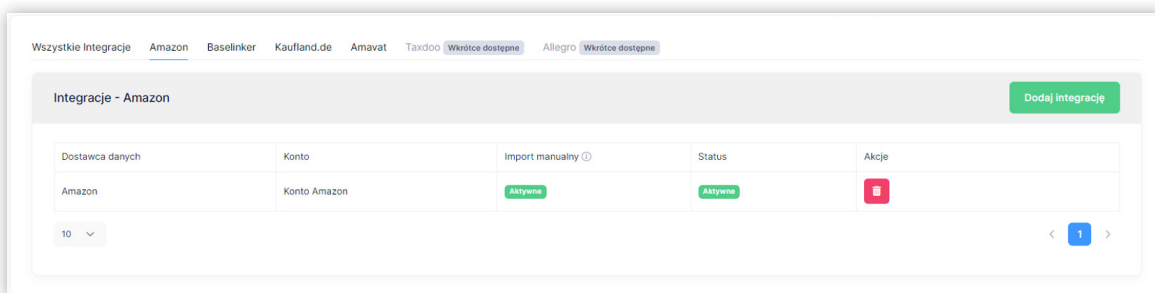 Wszystkie Integracje Amazon Baselinker Kaufland.de Amavat Taxdoo Wkrótce dostępne Allegro Wkrótce dostępne
Integracje - Amazon Dodaj integrację
Dostawca danych Konto Import manualny Status Akcje
Amazon Konto Amazon Aktywne Aktywne
10 1